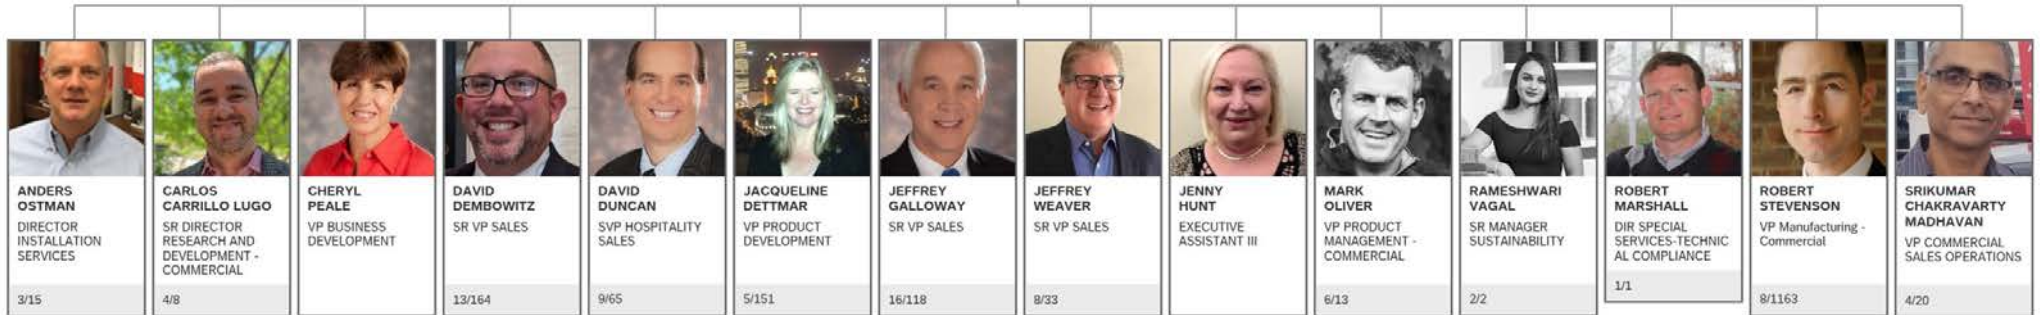 ANDERS
OSTMAN
DIRECTOR
INSTALLATION
SERVICES
3/15
CARLOS
CARRILLO LUGO
SR DIRECTOR
RESEARCH AND
DEVELOPMENT -
COMMERCIAL
4/8
CHERYL
PEALE
VP BUSINESS
DEVELOPMENT
DAVID
DEMBOWITZ
SR VP SALES
13/164
DAVID
DUNCAN
SVP HOSPITALITY
SALES
9/65
JACQUELINE
DETTMAR
VP PRODUCT
DEVELOPMENT
5/151
JEFFREY
GALLOWAY
SR VP SALES
16/118
JEFFREY
WEAVER
SR VP SALES
8/33
JENNY
HUNT
EXECUTIVE
ASSISTANT III
MARK
OLIVER
VP PRODUCT
MANAGEMENT -
COMMERCIAL
6/13
RAMESHWARI
VAGAL
SR MANAGER
SUSTAINABILITY
2/2
ROBERT
MARSHALL
DIR SPECIAL
SERVICES-TECHNIC
AL COMPLIANCE
1/1
ROBERT
STEVENSON
VP Manufacturing -
Commercial
8/1163
SRIKUMAR
CHAKRAVARTY
MADHAVAN
VP COMMERCIAL
SALES OPERATIONS
4/20